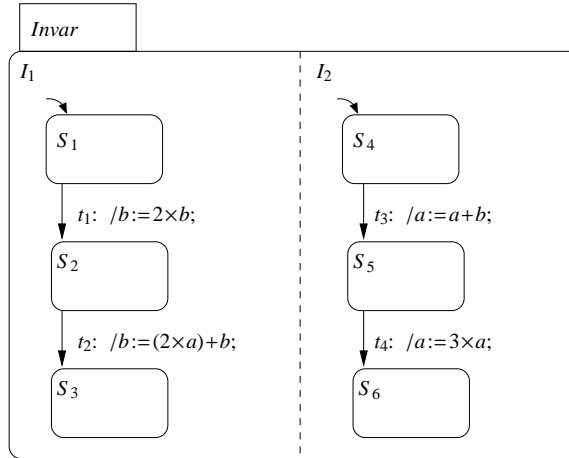 Invar
I1
I2
S1
S4
t1: /b:=2×b;
t3: /a:=a+b;
S2
S5
t2: /b:=(2×a)+b;
t4: /a:=3×a;
S3
S6